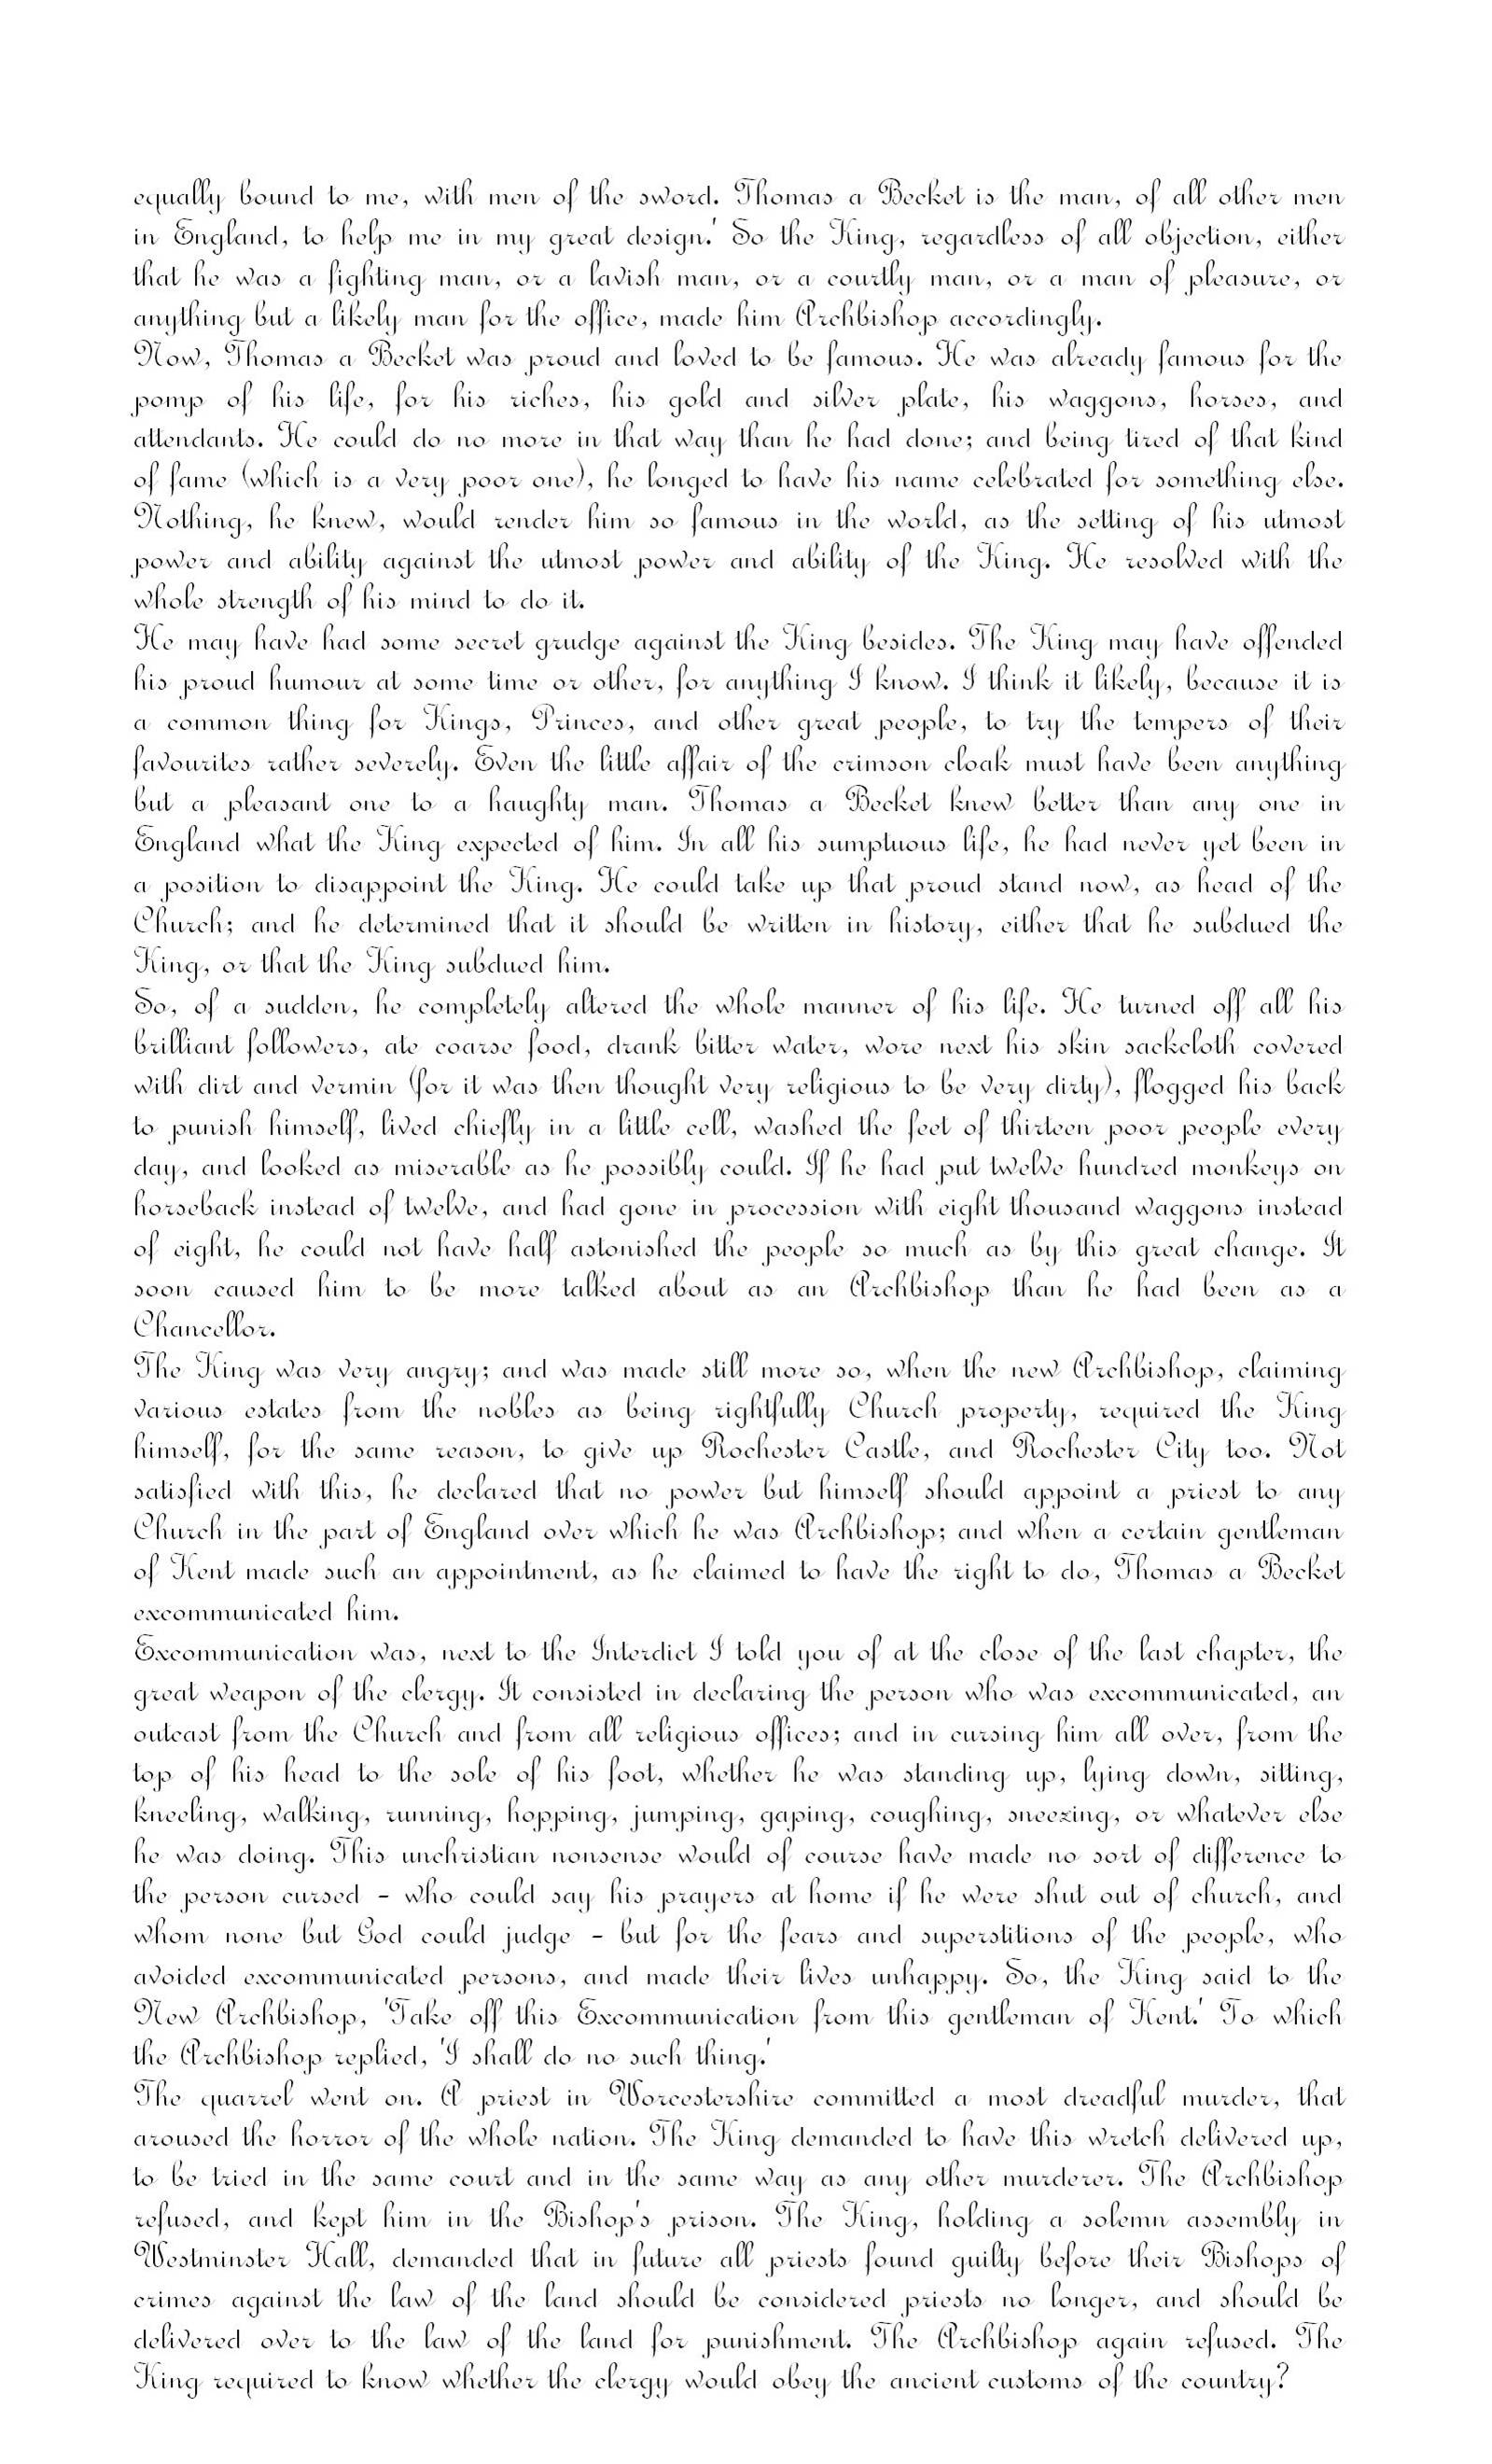 equally bound to me, with men of the sword. Thomas a Becket is the man, of all other men
in England, to help me in my great design.' So the King, regardless of all objection, either
that he was a fighting man, or a lavish man, or a courtly man, or a man of pleasure, or
anything but a likely man for the office, made him Archbishop accordingly.
Now, Thomas a Becket was proud and loved to be famous. He was already famous for the
pomp of his life, for his riches, his gold and silver plate, his waggons, horses, and
attendants. He could do no more in that way than he had done; and being tired of that kind
of fame (which is a very poor one), he longed to have his name celebrated for something else.
Nothing, he knew, would render him so famous in the world, as the setting of his utmost
power and ability against the utmost power and ability of the King. He resolved with the
whole strength of his mind to do it.
He may have had some secret grudge against the King besides. The King may have offended
his proud humour at some time or other, for anything I know. I think it likely, because it is
a common thing for Kings, Princes, and other great people, to try the tempers of their
favourites rather severely. Even the little affair of the crimson cloak must have been anything
but a pleasant one to a haughty man. Thomas a Becket knew better than any one in
England what the King expected of him. In all his sumptuous life, he had never yet been in
a position to disappoint the King. He could take up that proud stand now, as head of the
Church; and he determined that it should be written in history, either that he subdued the
King, or that the King subdued him.
So, of a sudden, he completely altered the whole manner of his life. He turned off all his
brilliant followers, ate coarse food, drank bitter water, wore next his skin sackcloth covered
with dirt and vermin (for it was then thought very religious to be very dirty), flogged his back
to punish himself, lived chiefly in a little cell, washed the feet of thirteen poor people every
day, and looked as miserable as he possibly could. If he had put twelve hundred monkeys on
horseback instead of twelve, and had gone in procession with eight thousand waggons instead
of eight, he could not have half astonished the people so much as by this great change. It
soon caused him to be more talked about as an Archbishop than he had been as a
Chancellor.
The King was very angry; and was made still more so, when the new Archbishop, claiming
various estates from the nobles as being rightfully Church property, required the King
himself, for the same reason, to give up Rochester Castle, and Rochester City too. Not
satisfied with this, he declared that no power but himself should appoint a priest to any
Church in the part of England over which he was Archbishop; and when a certain gentleman
of Kent made such an appointment, as he claimed to have the right to do, Thomas a Becket
excommunicated him.
Excommunication was, next to the Interdict I told you of at the close of the last chapter, the
great weapon of the clergy. It consisted in declaring the person who was excommunicated, an
outcast from the Church and from all religious offices; and in cursing him all over, from the
top of his head to the sole of his foot, whether he was standing up, lying down, sitting,
kneeling, walking, running, hopping, jumping, gaping, coughing, sneezing, or whatever else
he was doing. This unchristian nonsense would of course have made no sort of difference to
the person cursed - who could say his prayers at home if he were shut out of church, and
whom none but God could judge - but for the fears and superstitions of the people, who
avoided excommunicated persons, and made their lives unhappy. So, the King said to the
New Archbishop, 'Take off this Excommunication from this gentleman of Kent.' To which
the Archbishop replied, 'I shall do no such thing.'
The quarrel went on. A priest in Worcestershire committed a most dreadful murder, that
aroused the horror of the whole nation. The King demanded to have this wretch delivered up,
to be tried in the same court and in the same way as any other murderer. The Archbishop
refused, and kept him in the Bishop's prison. The King, holding a solemn assembly in
Westminster Hall, demanded that in future all priests found guilty before their Bishops of
crimes against the law of the land should be considered priests no longer, and should be
delivered over to the law of the land for punishment. The Archbishop again refused. The
King required to know whether the clergy would obey the ancient customs of the country?